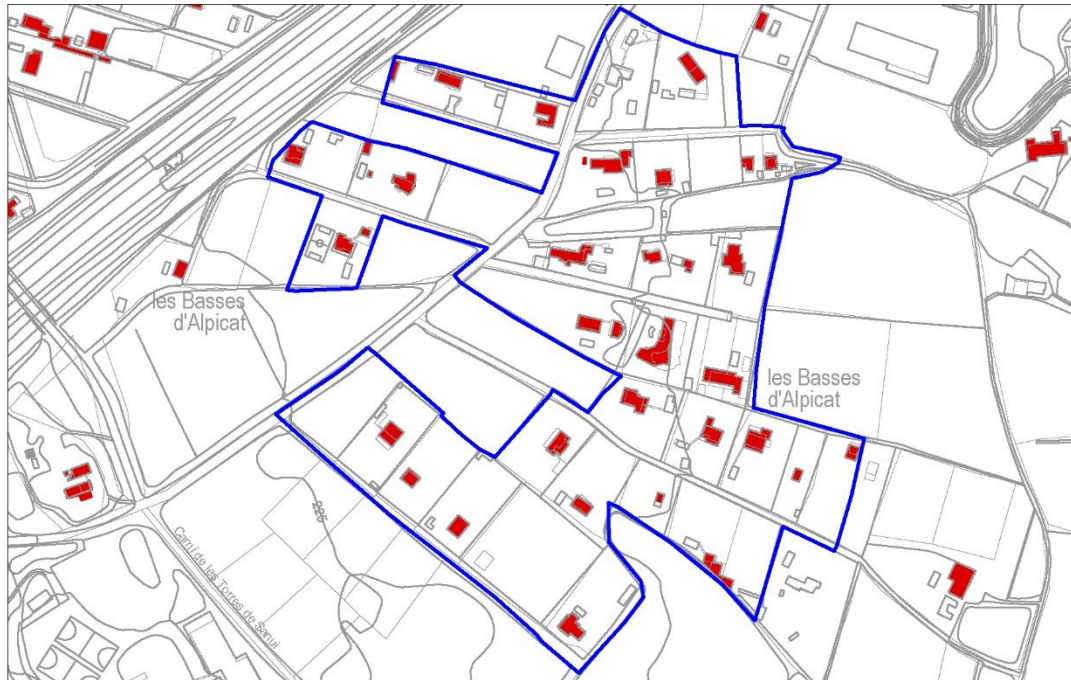 les Basses
d'Alpicat
les Basses
d'Alpicat
225
Camí de les Torres de Sanui